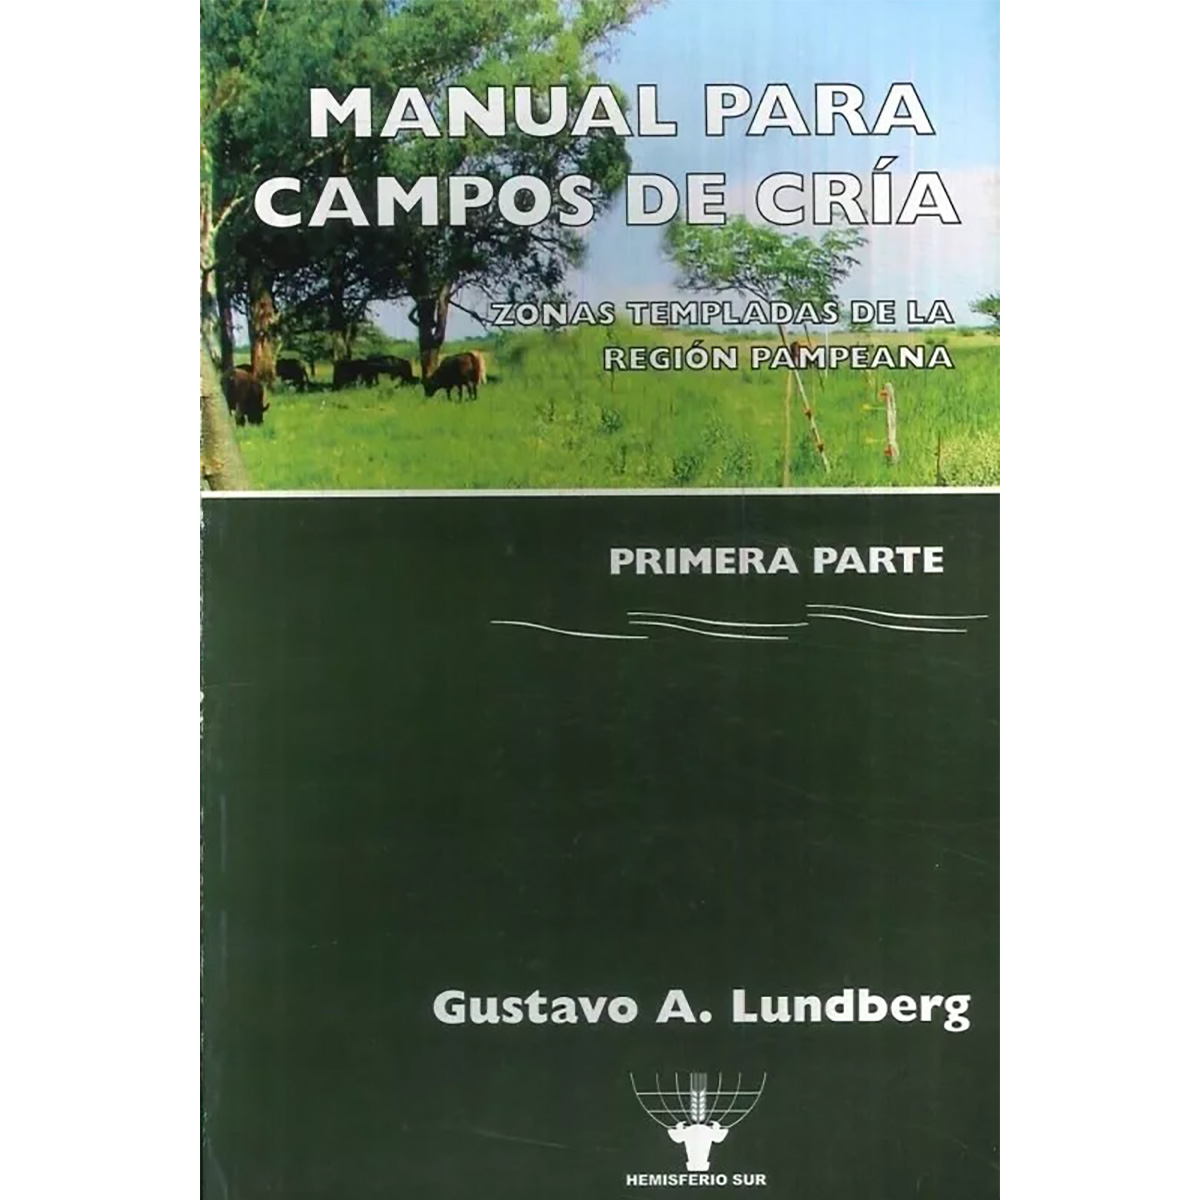 MANUAL PARA
CAMPOS DE CRÍA
ZONAS TEMPLADAS DE LA
REGIÓN PAMPEANA
PRIMERA PARTE
Gustavo A. Lundberg
HEMISFERIO SUR